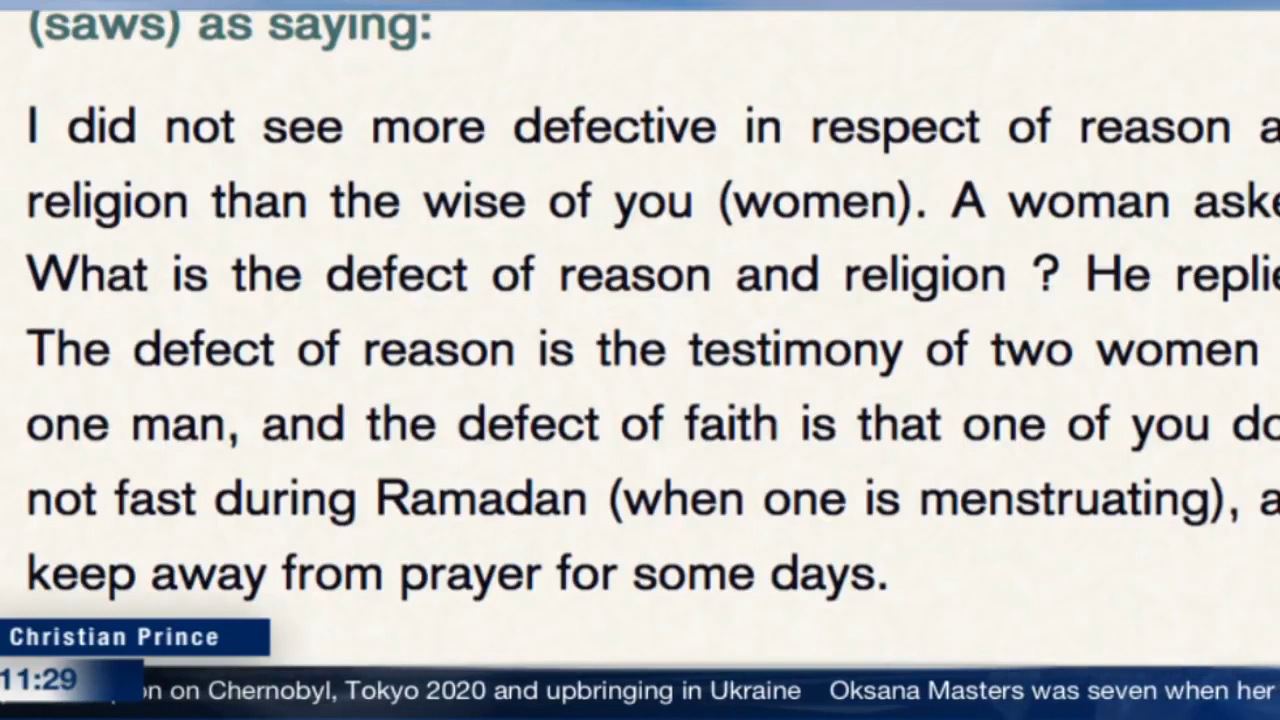 (saws) as saying:
I did not see more defective in respect of reason
religion than the wise of you (women). A woman
What is the defect of reason and religion ? He
The defect of reason is the testimony of two women
one man, and the defect of faith is that one of you
not fast during Ramadan (when one is menstruating),
keep away from prayer for some days.
Christian Prince
11:29
on Chernobyl, Tokyo 2020 and upbringing in Ukraine Oksana Masters was seven when her